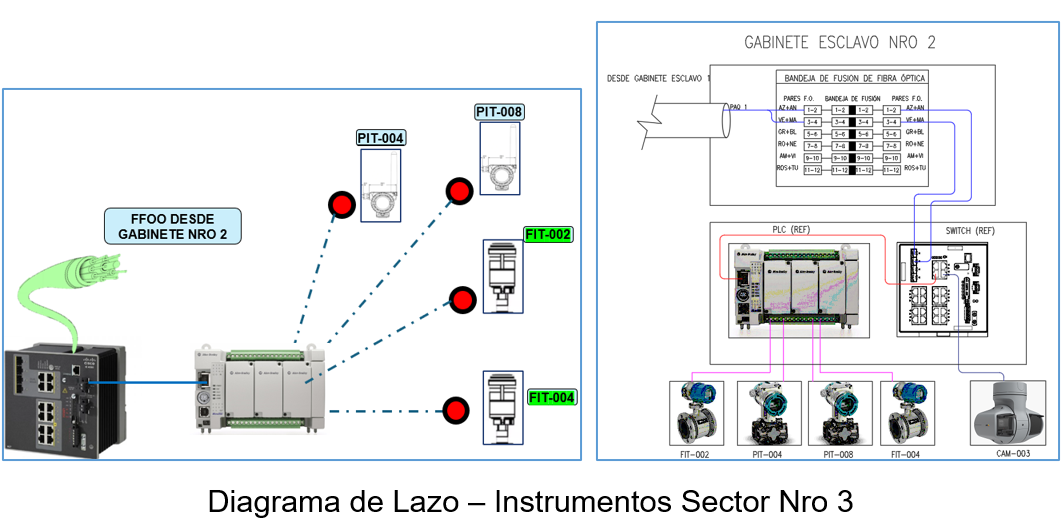 PIT-008
PIT-004
FFOO DESDE
GABINETE NRO 2
FIT-002
FIT-004
GABINETE ESCLAVO NRO 2
DESDE GABINETE ESCLAVO 1
BANDEJA DE FUSION DE FIBRA ÓPTICA
PARES F.O. BANDEJA DE FUSIÓN PARES F.O.
PAQ 1
AZ+AN 1-2 1-2 1-2 1-2 AZ+AN
VE+MA 3-4 3-4 3-4 3-4 VE+MA
GR+BL 5-6 5-6 5-6 5-6 GR+BL
RO+NE 7-8 7-8 7-8 7-8 RO+NE
AM+VI 9-10 9-10 9-10 9-10 AM+VI
ROS+TU 11-12 11-12 11-12 11-12 ROS+TU
PLC (REF) SWITCH (REF)
FIT-002 PIT-004 PIT-008 FIT-004 CAM-003
Diagrama de Lazo – Instrumentos Sector Nro 3